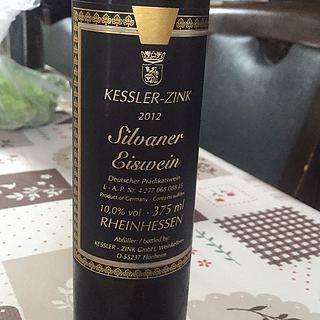 KESSLER-ZINK
2012
Silvaner
Eiswein
Deutscher Prädikatswein
L - A. P. Nr. 4 277 068 088 15
Product of Germany · Contains sulfites
10,0% vol · 375 ml
RHEINHESSEN
Abfüller: / bottled by:
KESSLER - ZINK GmbH, Weinkellerei
D-55237 Flonheim